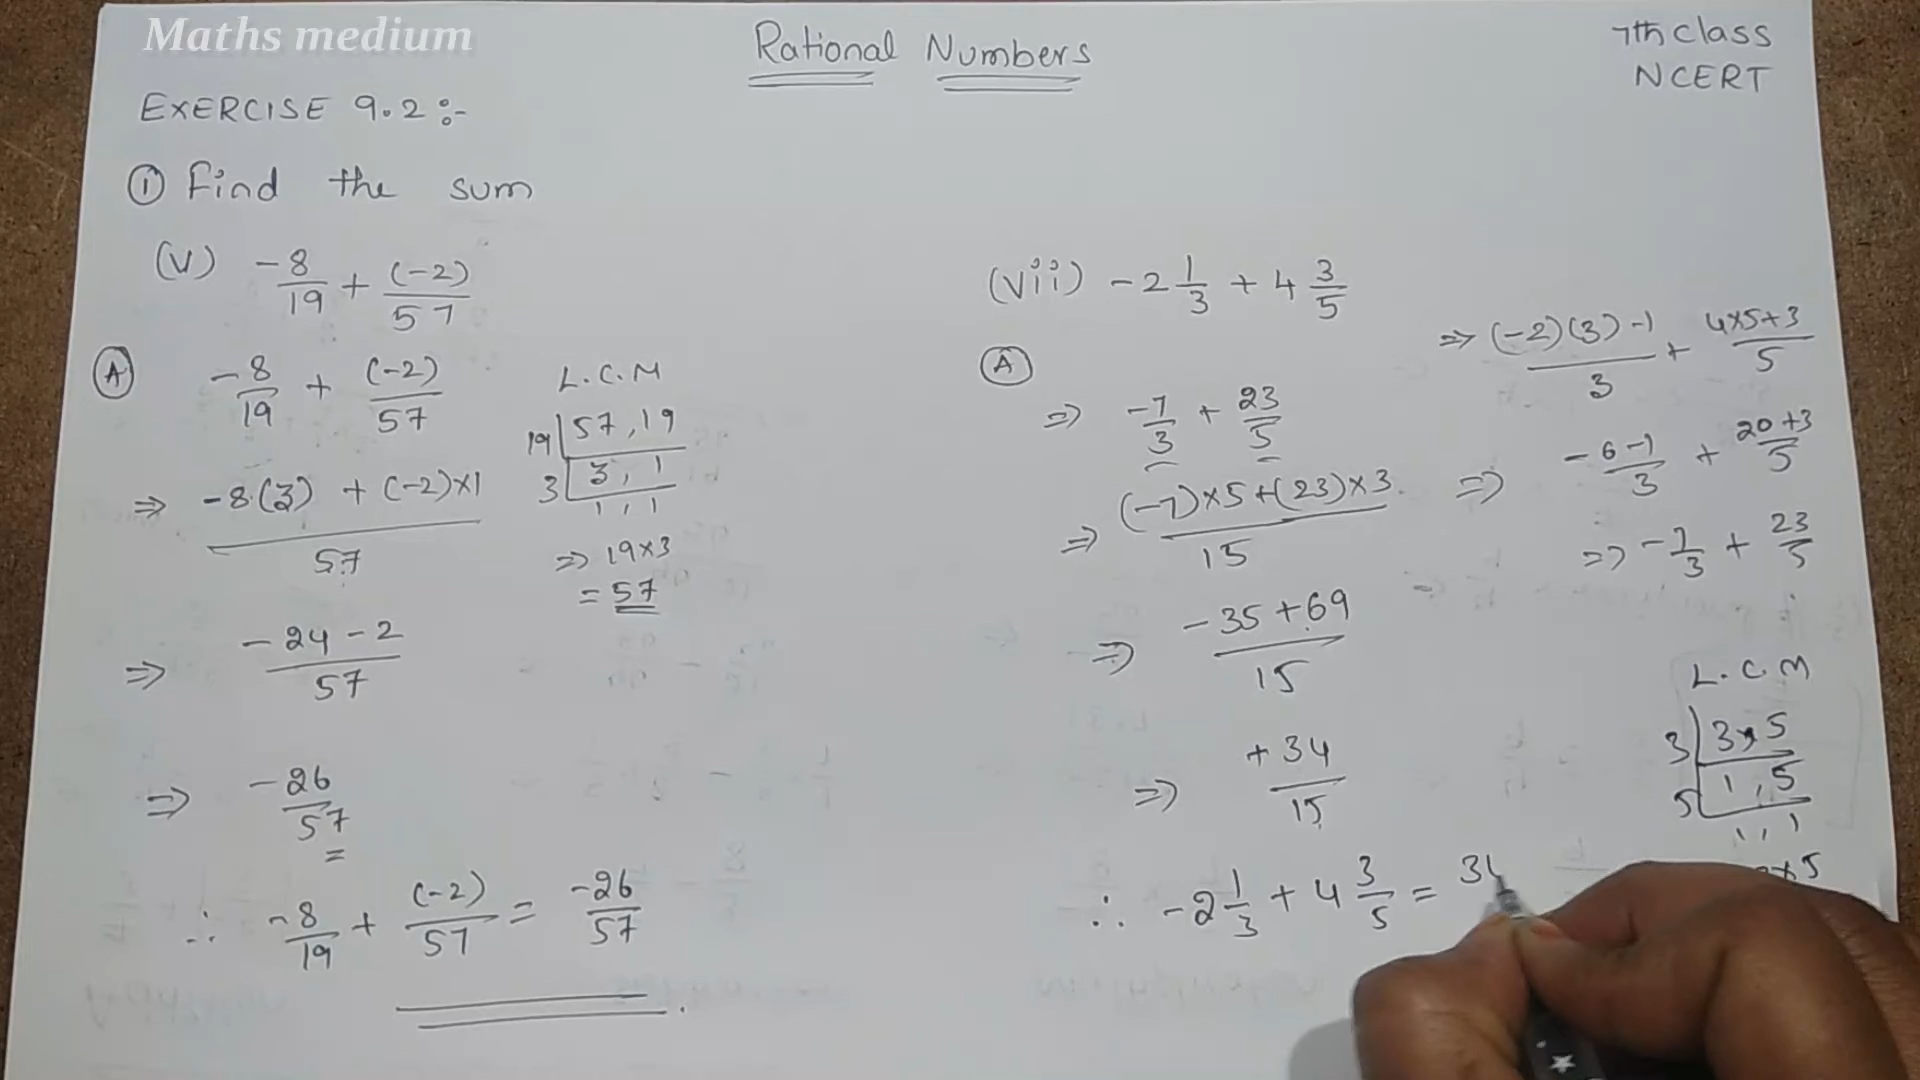 Maths medium
Rational Numbers
7th class
NCERT
EXERCISE 9.2 :-
① Find the sum
(V) -8/19 + (-2)/57
Ⓐ -8/19 + (-2)/57
⇒ -8(3) + (-2)×1 / 57
L.C.M
19 | 57, 19
3 | 3, 1
1, 1
⇒ 19×3
= 57
⇒ -24-2 / 57
⇒ -26/57
=
∴ -8/19 + (-2)/57 = -26/57
(vii) -2 1/3 + 4 3/5
Ⓐ
⇒ (-2)(3)-1 / 3 + 4×5+3 / 5
⇒ -7/3 + 23/5
⇒ -6-1 / 3 + 20+3 / 5
⇒ (-7)×5+(23)×3 / 15
⇒ -7/3 + 23/5
⇒ -35+69 / 15
⇒ +34 / 15
L.C.M
3 | 3, 5
5 | 1, 5
1, 1
×5
∴ -2 1/3 + 4 3/5 = 34